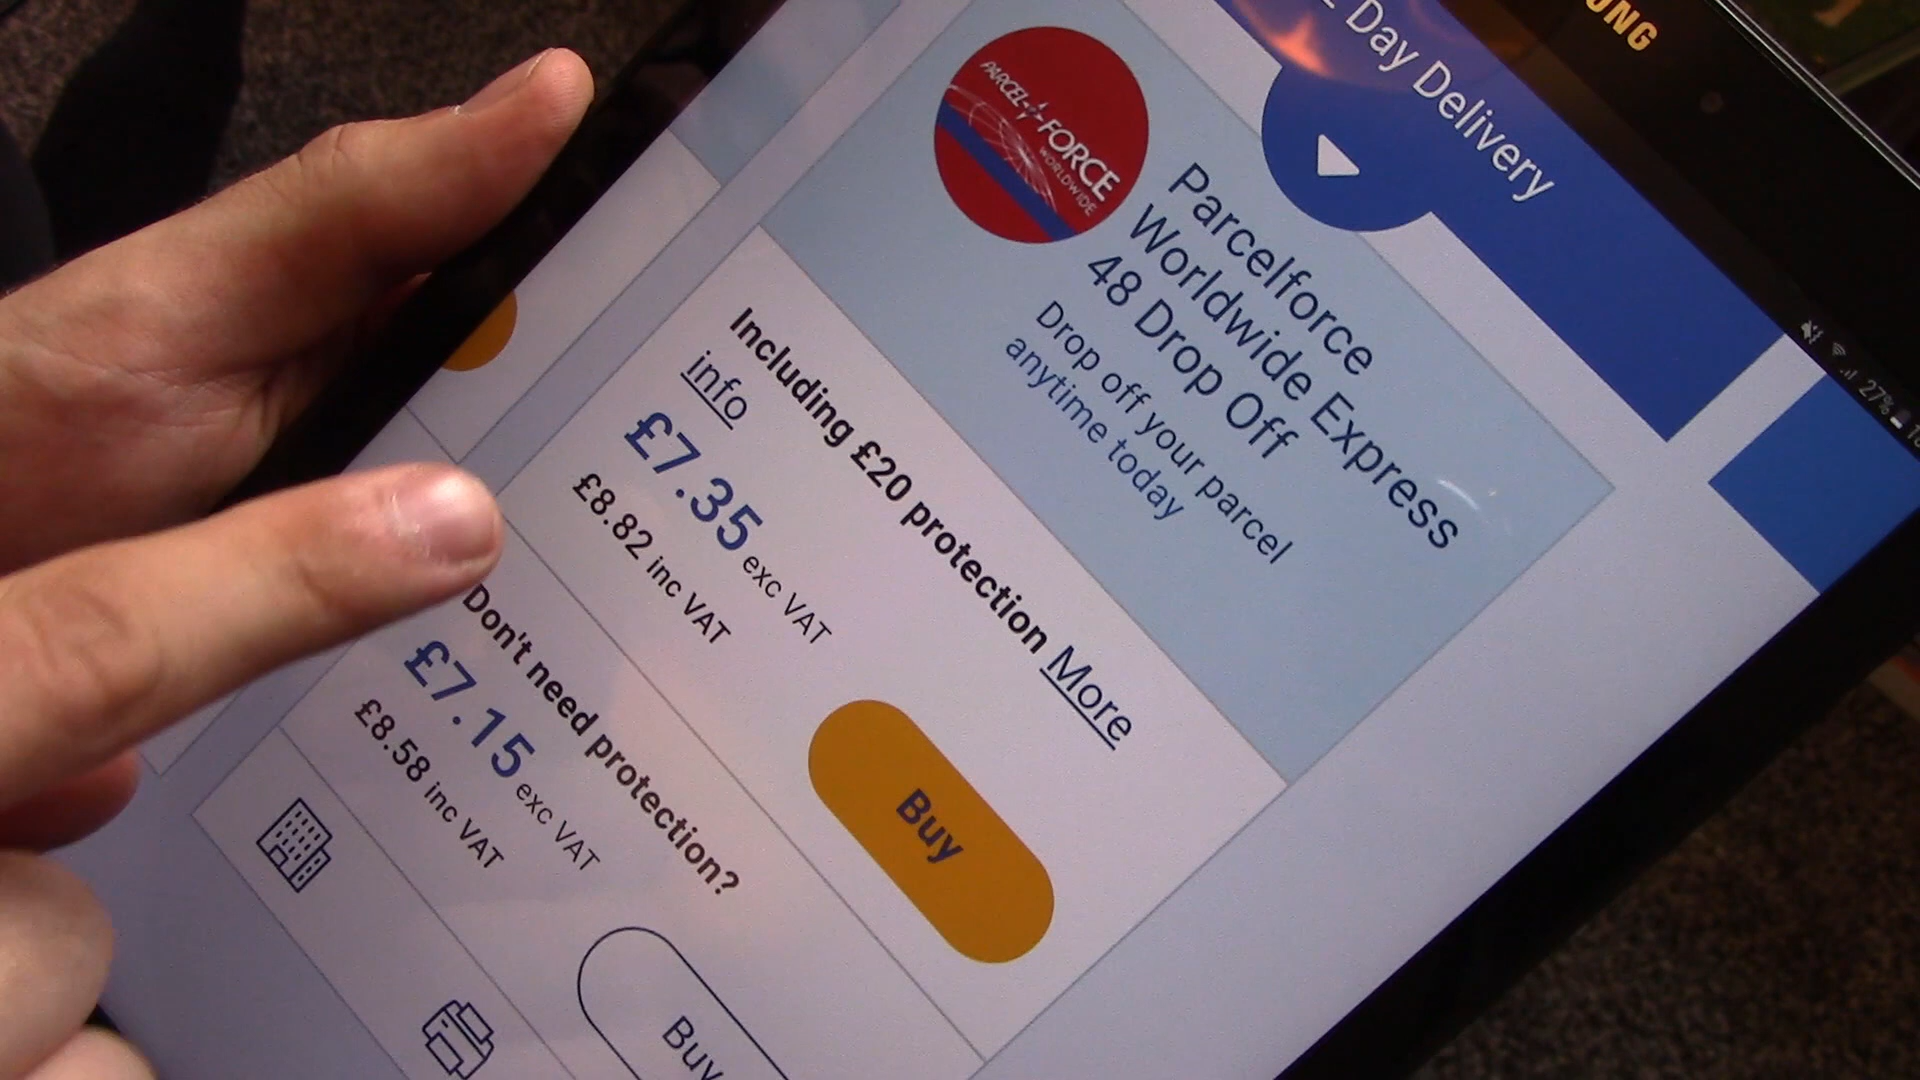 Day Delivery
27%
PARCEL FORCE
WORLDWIDE
Parcelforce
Worldwide Express
48 Drop Off
Drop off your parcel
anytime today
Including £20 protection More
info
£7.35 exc VAT
£8.82 inc VAT
Buy
Don't need protection?
£7.15 exc VAT
£8.58 inc VAT
Buy